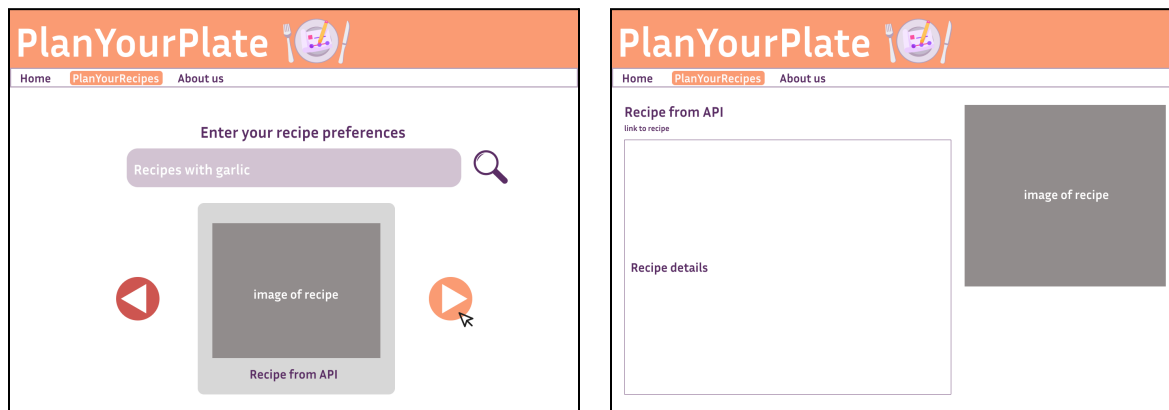 PlanYourPlate
Home PlanYourRecipes About us
Enter your recipe preferences
Recipes with garlic
image of recipe
Recipe from API
PlanYourPlate
Home PlanYourRecipes About us
Recipe from API
link to recipe
Recipe details
image of recipe